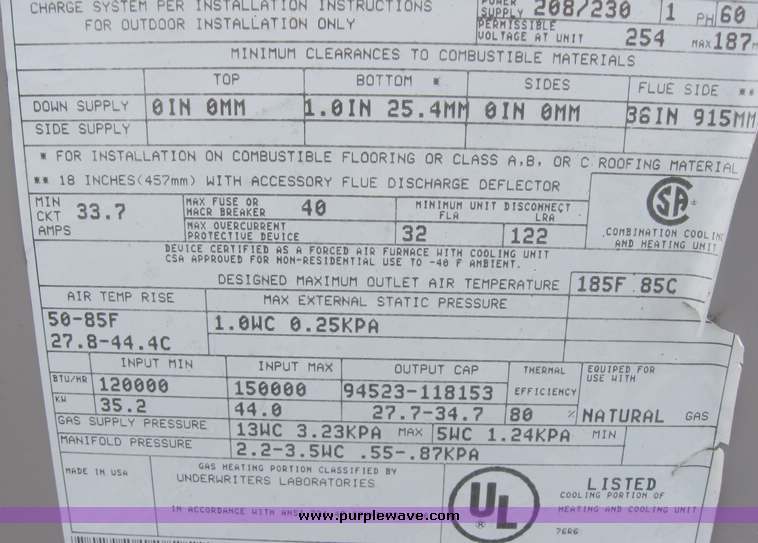 CHARGE SYSTEM PER INSTALLATION INSTRUCTIONS
FOR OUTDOOR INSTALLATION ONLY
POWER SUPPLY 208/230 1 PH 60
PERMISSIBLE VOLTAGE AT UNIT 254 MAX 187
MINIMUM CLEARANCES TO COMBUSTIBLE MATERIALS
TOP BOTTOM * SIDES FLUE SIDE **
DOWN SUPPLY 0IN 0MM 1.0IN 25.4MM 0IN 0MM 36IN 915MM
SIDE SUPPLY
* FOR INSTALLATION ON COMBUSTIBLE FLOORING OR CLASS A,B, OR C ROOFING MATERIAL
** 18 INCHES(457mm) WITH ACCESSORY FLUE DISCHARGE DEFLECTOR
MIN CKT AMPS 33.7
MAX FUSE OR HACR BREAKER 40
MAX OVERCURRENT PROTECTIVE DEVICE
MINIMUM UNIT DISCONNECT
FLA LRA
32 122
SA ®
COMBINATION COOLING
AND HEATING UNIT
DEVICE CERTIFIED AS A FORCED AIR FURNACE WITH COOLING UNIT
CSA APPROVED FOR NON-RESIDENTIAL USE TO -40 F AMBIENT.
DESIGNED MAXIMUM OUTLET AIR TEMPERATURE 185F 85C
AIR TEMP RISE MAX EXTERNAL STATIC PRESSURE
50-85F 1.0WC 0.25KPA
27.8-44.4C
INPUT MIN INPUT MAX OUTPUT CAP THERMAL EFFICIENCY EQUIPED FOR USE WITH
BTU/HR 120000 150000 94523-118153
KW 35.2 44.0 27.7-34.7 80 % NATURAL GAS
GAS SUPPLY PRESSURE 13WC 3.23KPA MAX 5WC 1.24KPA MIN
MANIFOLD PRESSURE 2.2-3.5WC .55-.87KPA
MADE IN USA
GAS HEATING PORTION CLASSIFIED BY
UNDERWRITERS LABORATORIES
IN ACCORDANCE WITH
UL ®
LISTED
COOLING PORTION OF
HEATING AND COOLING UNIT
76R6
www.purplewave.com